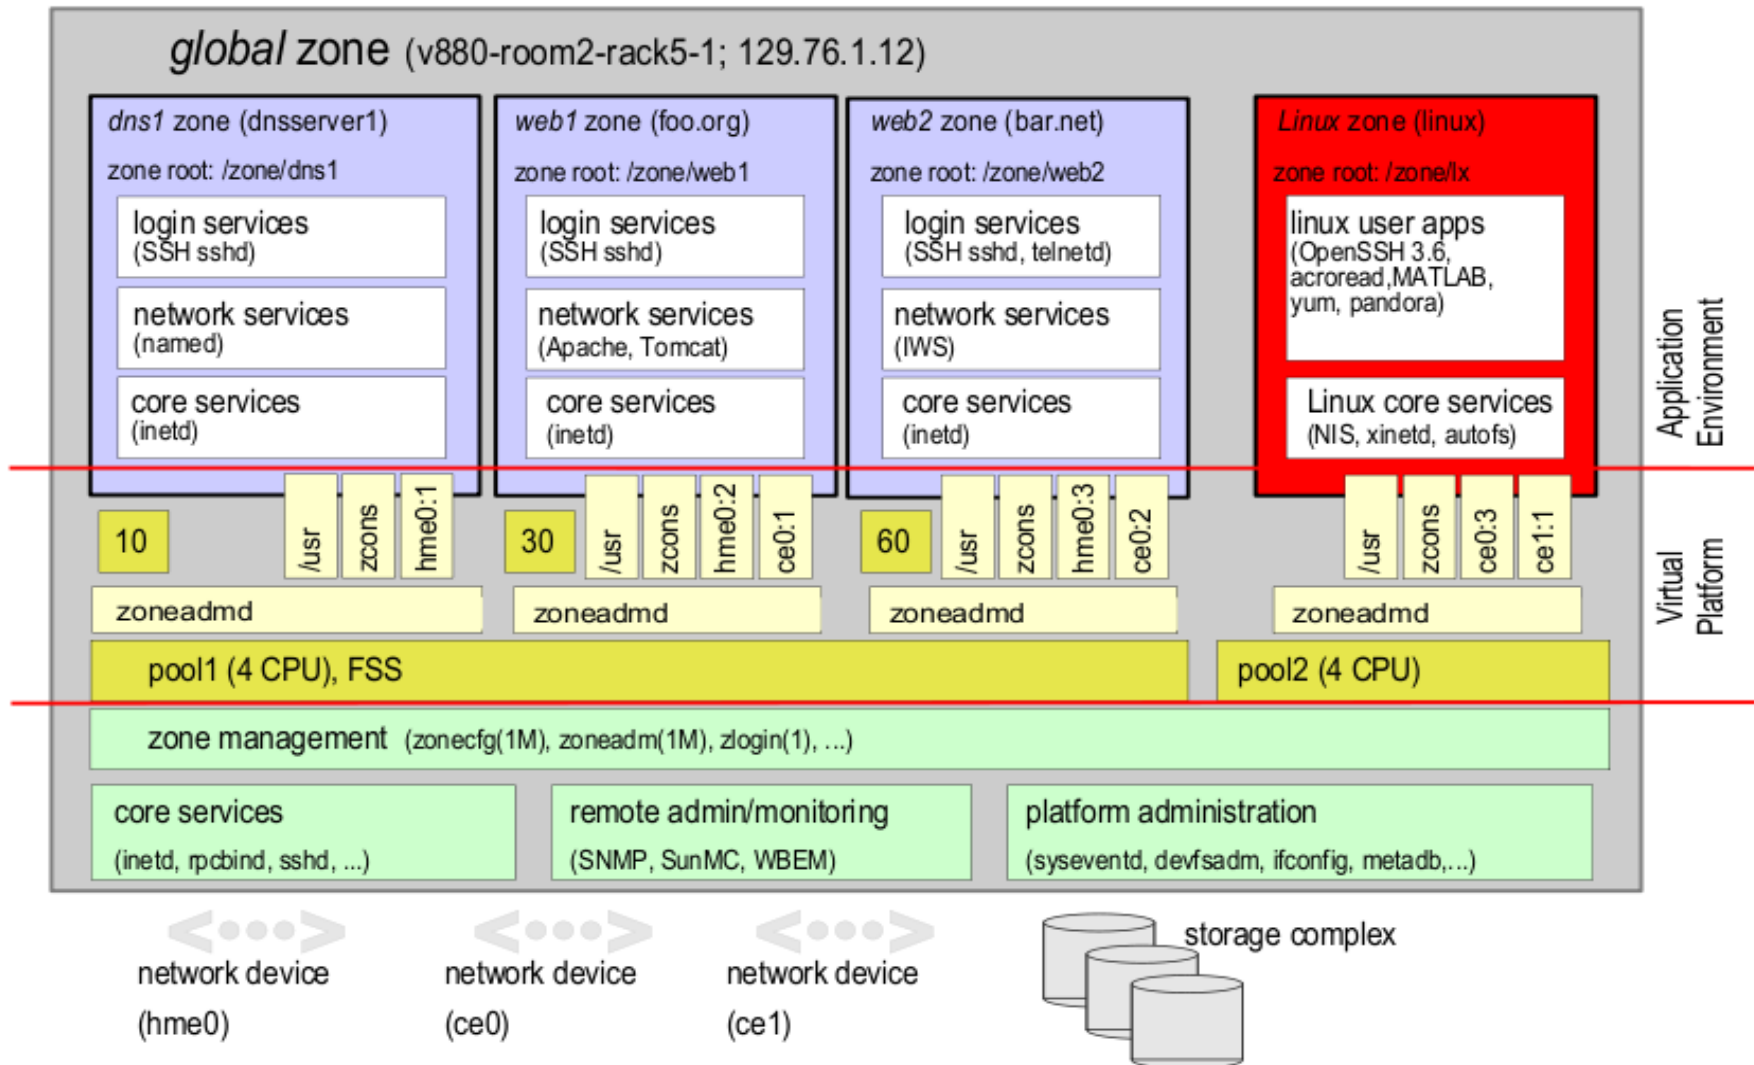 global zone (v880-room2-rack5-1; 129.76.1.12)
dns1 zone (dnsserver1)
zone root: /zone/dns1
login services
(SSH sshd)
network services
(named)
core services
(inetd)
web1 zone (foo.org)
zone root: /zone/web1
login services
(SSH sshd)
network services
(Apache, Tomcat)
core services
(inetd)
web2 zone (bar.net)
zone root: /zone/web2
login services
(SSH sshd, telnetd)
network services
(IWS)
core services
(inetd)
Linux zone (linux)
zone root: /zone/lx
linux user apps
(OpenSSH 3.6,
acroread,MATLAB,
yum, pandora)
Linux core services
(NIS, xinetd, autofs)
Application
Environment
10
/usr
zcons
hme0:1
30
/usr
zcons
hme0:2
ce0:1
60
/usr
zcons
hme0:3
ce0:2
/usr
zcons
ce0:3
ce1:1
zoneadmd
zoneadmd
zoneadmd
zoneadmd
Virtual
Platform
pool1 (4 CPU), FSS
pool2 (4 CPU)
zone management (zonecfg(1M), zoneadm(1M), zlogin(1), ...)
core services
(inetd, rpcbind, sshd, ...)
remote admin/monitoring
(SNMP, SunMC, WBEM)
platform administration
(syseventd, devfsadm, ifconfig, metadb,...)
network device
(hme0)
network device
(ce0)
network device
(ce1)
storage complex